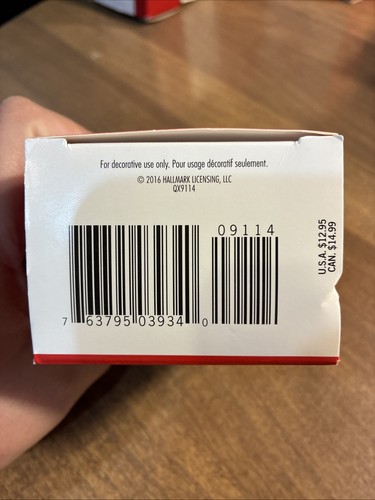 For decorative use only. Pour usage décoratif seulement.
© 2016 HALLMARK LICENSING, LLC
QX9114
09114
7 63795 03934 0
U.S.A. $12.95
CAN. $14.99